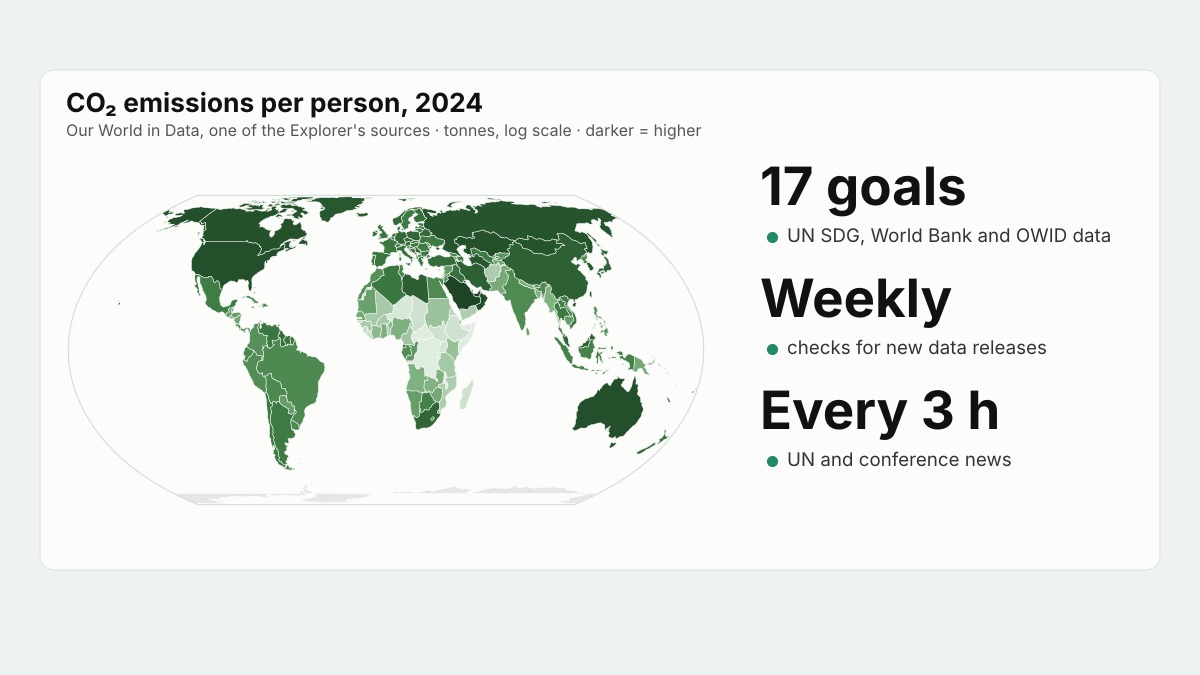 CO₂ emissions per person, 2024
Our World in Data, one of the Explorer's sources · tonnes, log scale · darker = higher
17 goals
UN SDG, World Bank and OWID data
Weekly
checks for new data releases
Every 3 h
UN and conference news